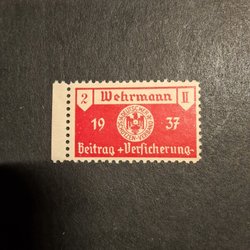 2 Wehrmann II
19 37
Beitrag + Versicherung